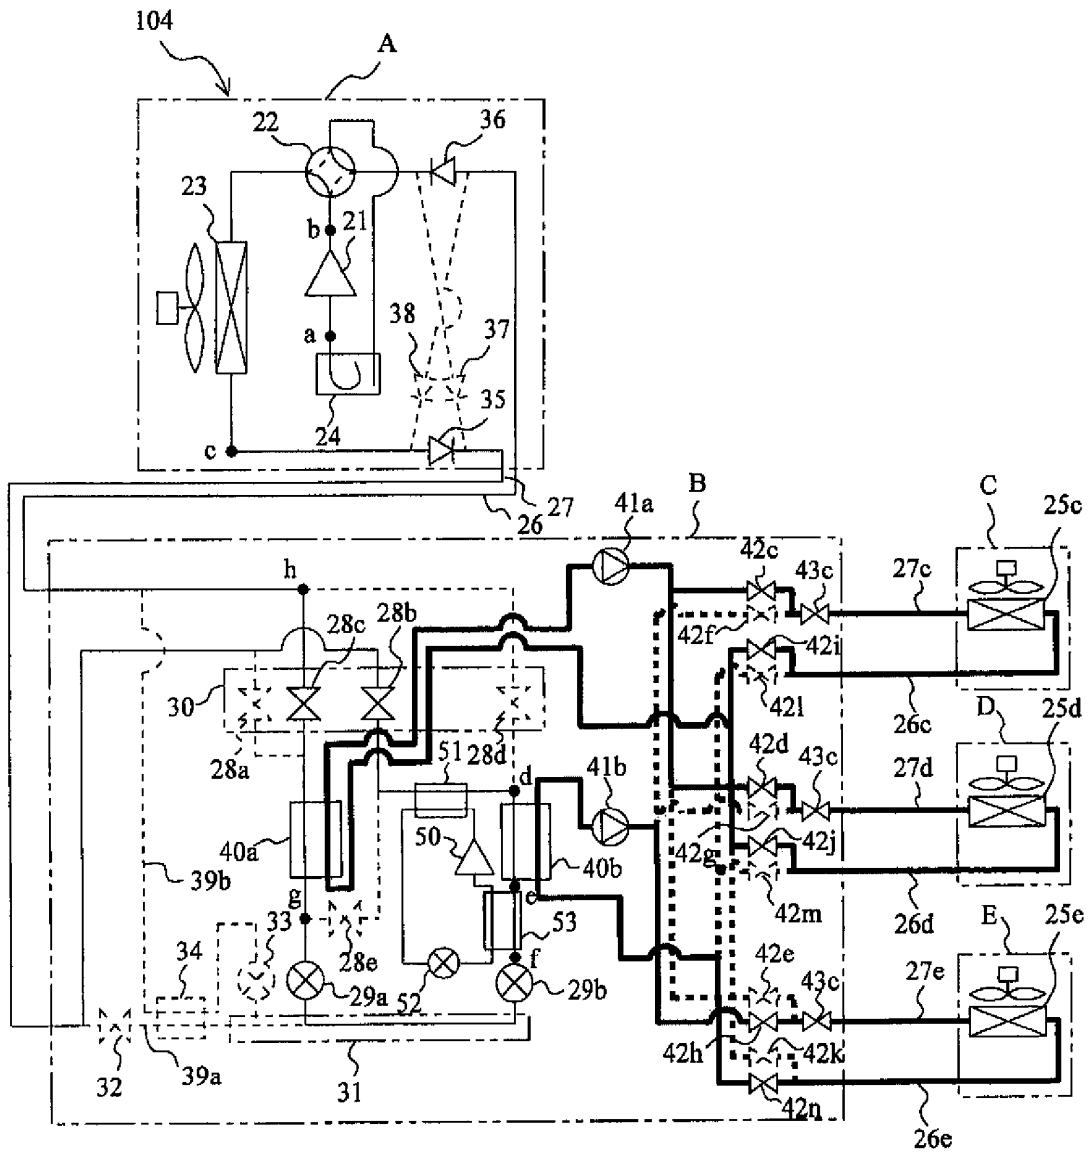 104
A
22
36
23
b
21
a
38
37
24
35
c
27
26
41a
B
C
25c
h
42c
43c
27c
28c
28b
42f
42i
30
42l
26c
28a
51
28d
42d
43c
D
25d
27d
d
41b
50
40a
40b
42g
42j
39b
g
e
42m
26d
33
53
34
28e
f
42e
43c
E
25e
27e
29a
52
29b
42h
42k
32
39a
31
42n
26e